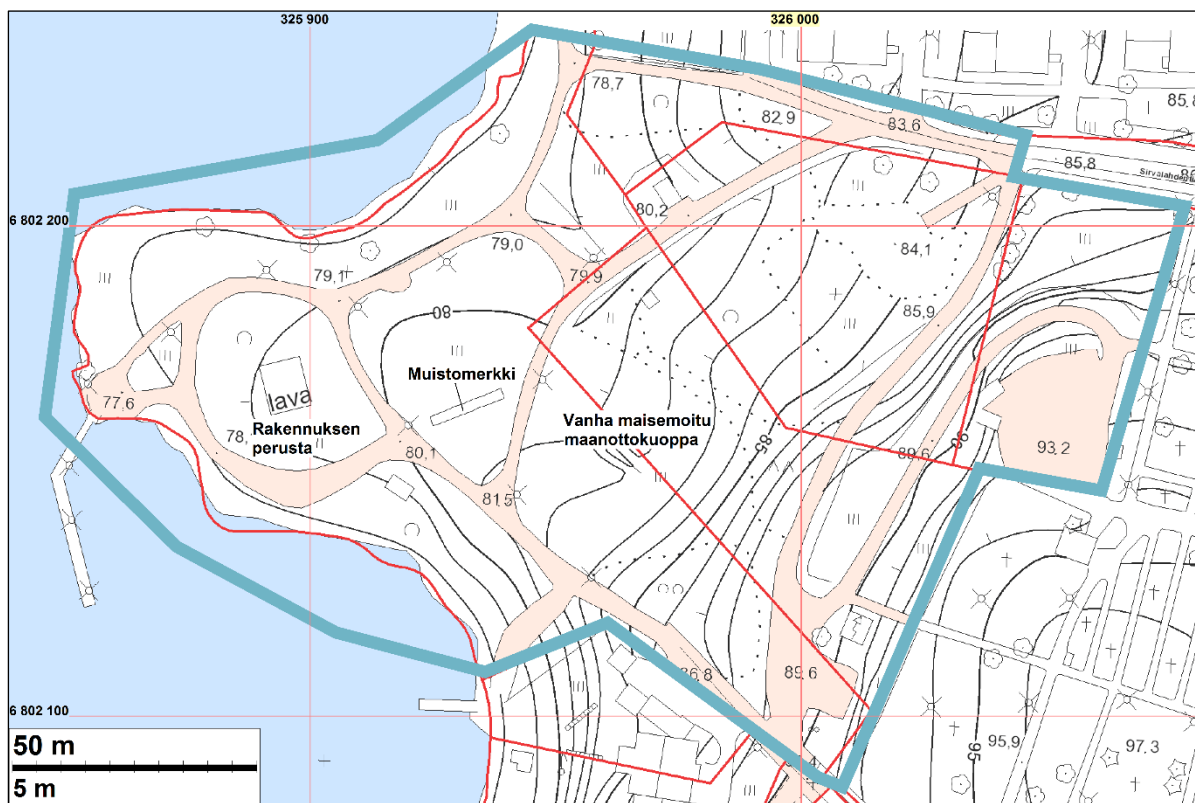 325 900
326 000
78,7
82,9
83,6
85,8
85,8
Sirvalahden
80,2
6 802 200
79,0
84,1
79,1
79,9
85,9
80
Muistomerkki
lava
77,6
Vanha maisemoitu
maanottokuoppa
78,
Rakennuksen
perusta
85
80,1
89,6
90
93,2
81,5
86,8
89,6
6 802 100
50 m
5 m
95
95,9
97,3